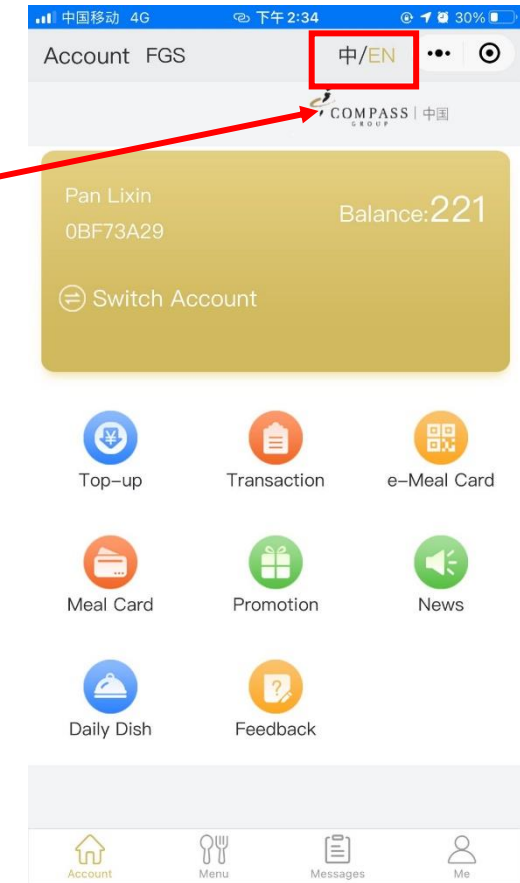 中国移动 4G 下午 2:34 30%
Account FGS 中/EN
COMPASS 中国
GROUP
Pan Lixin
Balance:221
0BF73A29
Switch Account
Top-up Transaction e-Meal Card
Meal Card Promotion News
Daily Dish Feedback
Account Menu Messages Me